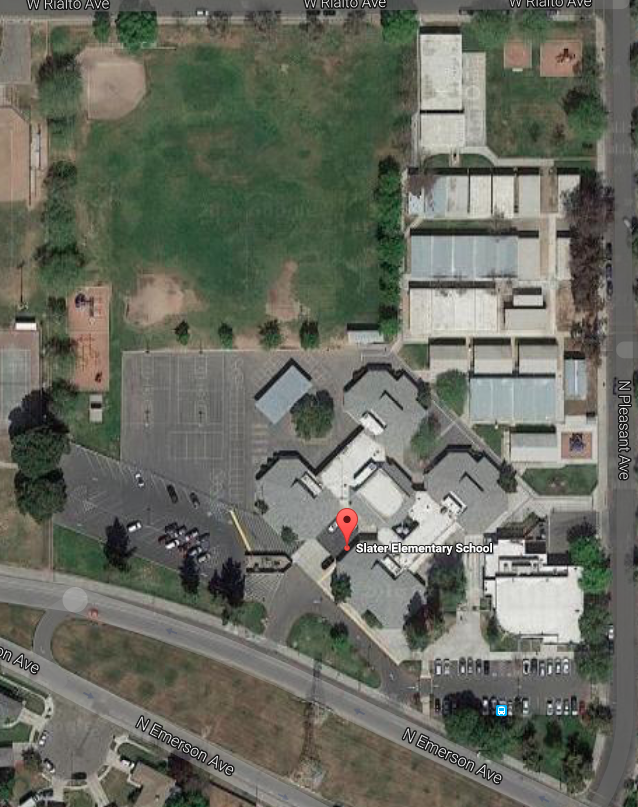 W Rialto Ave
W Rialto Ave
W Rialto Ave
N Pleasant Ave
Slater Elementary School
on Ave
N Emerson Ave
N Emerson Ave